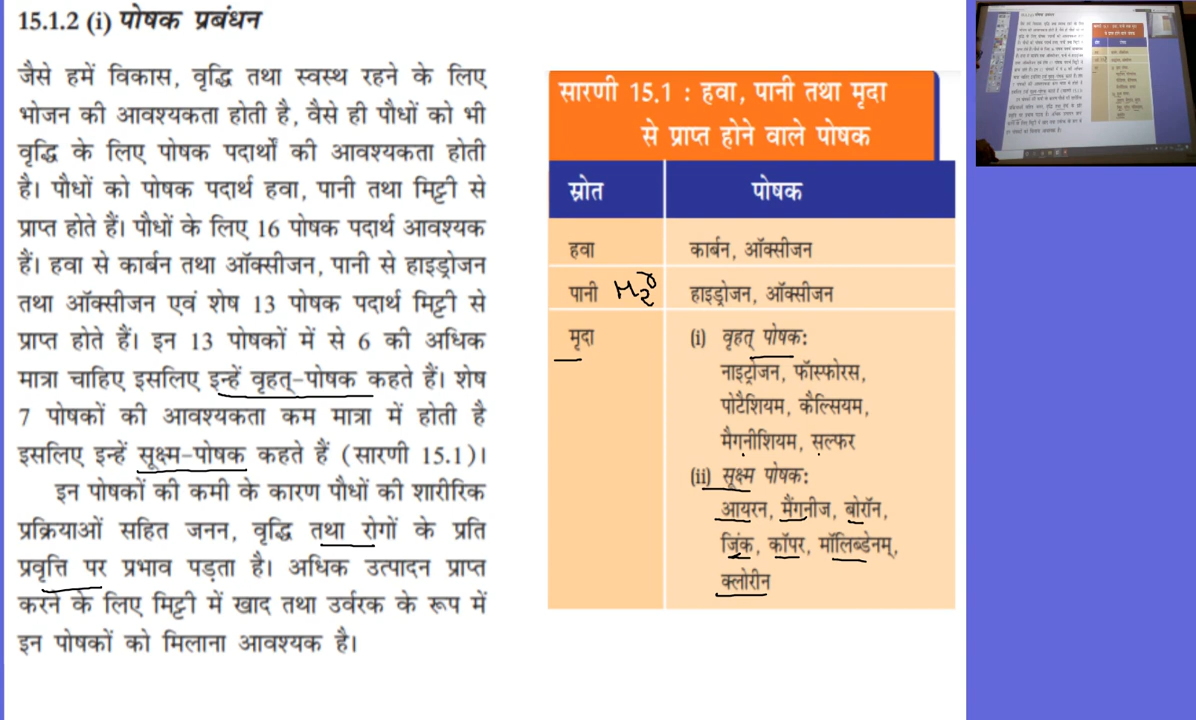 15.1.2 (i) पोषक प्रबंधन
जैसे हमें विकास, वृद्धि तथा स्वस्थ रहने के लिए
भोजन की आवश्यकता होती है, वैसे ही पौधों को भी
वृद्धि के लिए पोषक पदार्थों की आवश्यकता होती
है। पौधों को पोषक पदार्थ हवा, पानी तथा मिट्टी से
प्राप्त होते हैं। पौधों के लिए 16 पोषक पदार्थ आवश्यक
हैं। हवा से कार्बन तथा ऑक्सीजन, पानी से हाइड्रोजन
तथा ऑक्सीजन एवं शेष 13 पोषक पदार्थ मिट्टी से
प्राप्त होते हैं। इन 13 पोषकों में से 6 की अधिक
मात्रा चाहिए इसलिए इन्हें वृहत्-पोषक कहते हैं। शेष
7 पोषकों की आवश्यकता कम मात्रा में होती है
इसलिए इन्हें सूक्ष्म-पोषक कहते हैं (सारणी 15.1)।
इन पोषकों की कमी के कारण पौधों की शारीरिक
प्रक्रियाओं सहित जनन, वृद्धि तथा रोगों के प्रति
प्रवृत्ति पर प्रभाव पड़ता है। अधिक उत्पादन प्राप्त
करने के लिए मिट्टी में खाद तथा उर्वरक के रूप में
इन पोषकों को मिलाना आवश्यक है।
सारणी 15.1 : हवा, पानी तथा मृदा
से प्राप्त होने वाले पोषक
स्रोत पोषक
हवा कार्बन, ऑक्सीजन
पानी H₂O हाइड्रोजन, ऑक्सीजन
मृदा (i) वृहत् पोषक:
नाइट्रोजन, फॉस्फोरस,
पोटैशियम, कैल्सियम,
मैगनीशियम, सल्फर
(ii) सूक्ष्म पोषक:
आयरन, मैंगनीज, बोरॉन,
जिंक, कॉपर, मॉलिब्डेनम्,
क्लोरीन